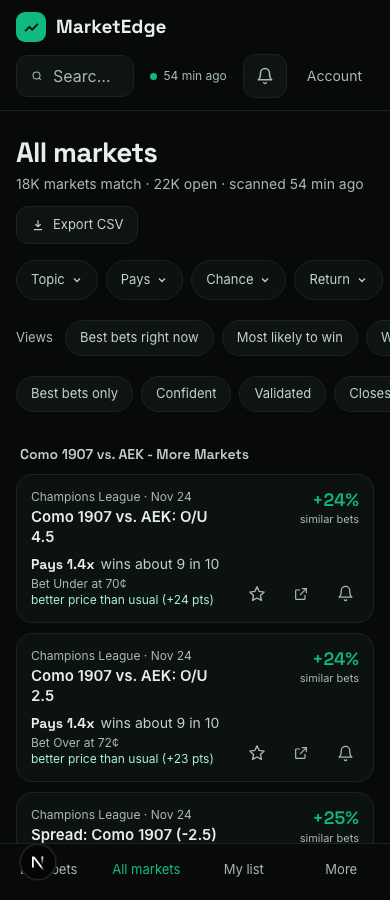 MarketEdge
Searc...
54 min ago
Account
All markets
18K markets match · 22K open · scanned 54 min ago
Export CSV
Topic
Pays
Chance
Return
Views
Best bets right now
Most likely to win
Best bets only
Confident
Validated
Closes
Como 1907 vs. AEK - More Markets
Champions League · Nov 24
Como 1907 vs. AEK: O/U
4.5
Pays 1.4x wins about 9 in 10
Bet Under at 70¢
better price than usual (+24 pts)
+24%
similar bets
Champions League · Nov 24
Como 1907 vs. AEK: O/U
2.5
Pays 1.4x wins about 9 in 10
Bet Over at 72¢
better price than usual (+23 pts)
+24%
similar bets
Champions League · Nov 24
Spread: Como 1907 (-2.5)
+25%
similar bets
N
bets
All markets
My list
More